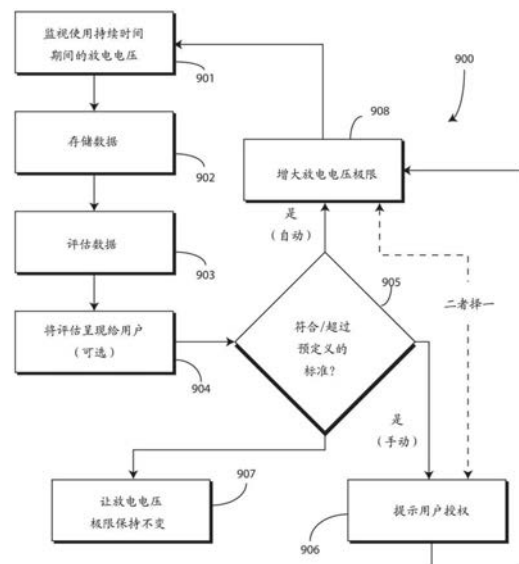 监视使用持续时间
期间的放电电压
901
900
存储数据
902
908
增大放电电压极限
评估数据
903
是
（自动）
905
二者择一
将评估呈现给用户
（可选）
904
符合/超过
预定义的
标准?
是
（手动）
907
让放电电压
极限保持不变
提示用户授权
906